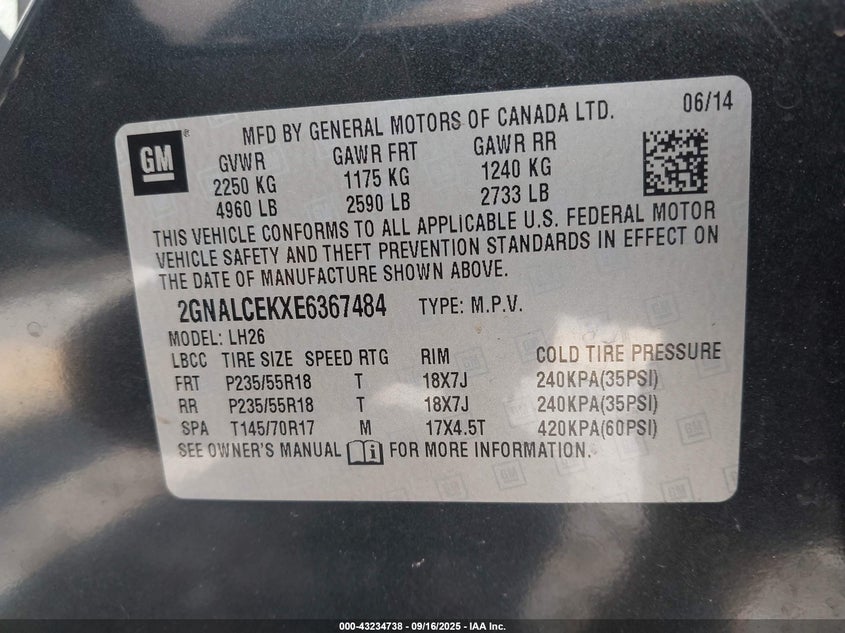 MFD BY GENERAL MOTORS OF CANADA LTD. 06/14
GM®
GVWR GAWR FRT GAWR RR
2250 KG 1175 KG 1240 KG
4960 LB 2590 LB 2733 LB
THIS VEHICLE CONFORMS TO ALL APPLICABLE U.S. FEDERAL MOTOR
VEHICLE SAFETY AND THEFT PREVENTION STANDARDS IN EFFECT ON
THE DATE OF MANUFACTURE SHOWN ABOVE.
2GNALCEKXE6367484 TYPE: M.P.V.
MODEL: LH26
LBCC TIRE SIZE SPEED RTG RIM COLD TIRE PRESSURE
FRT P235/55R18 T 18X7J 240KPA(35PSI)
RR P235/55R18 T 18X7J 240KPA(35PSI)
SPA T145/70R17 M 17X4.5T 420KPA(60PSI)
SEE OWNER'S MANUAL i FOR MORE INFORMATION.
000-43234738 - 09/16/2025 - IAA Inc.